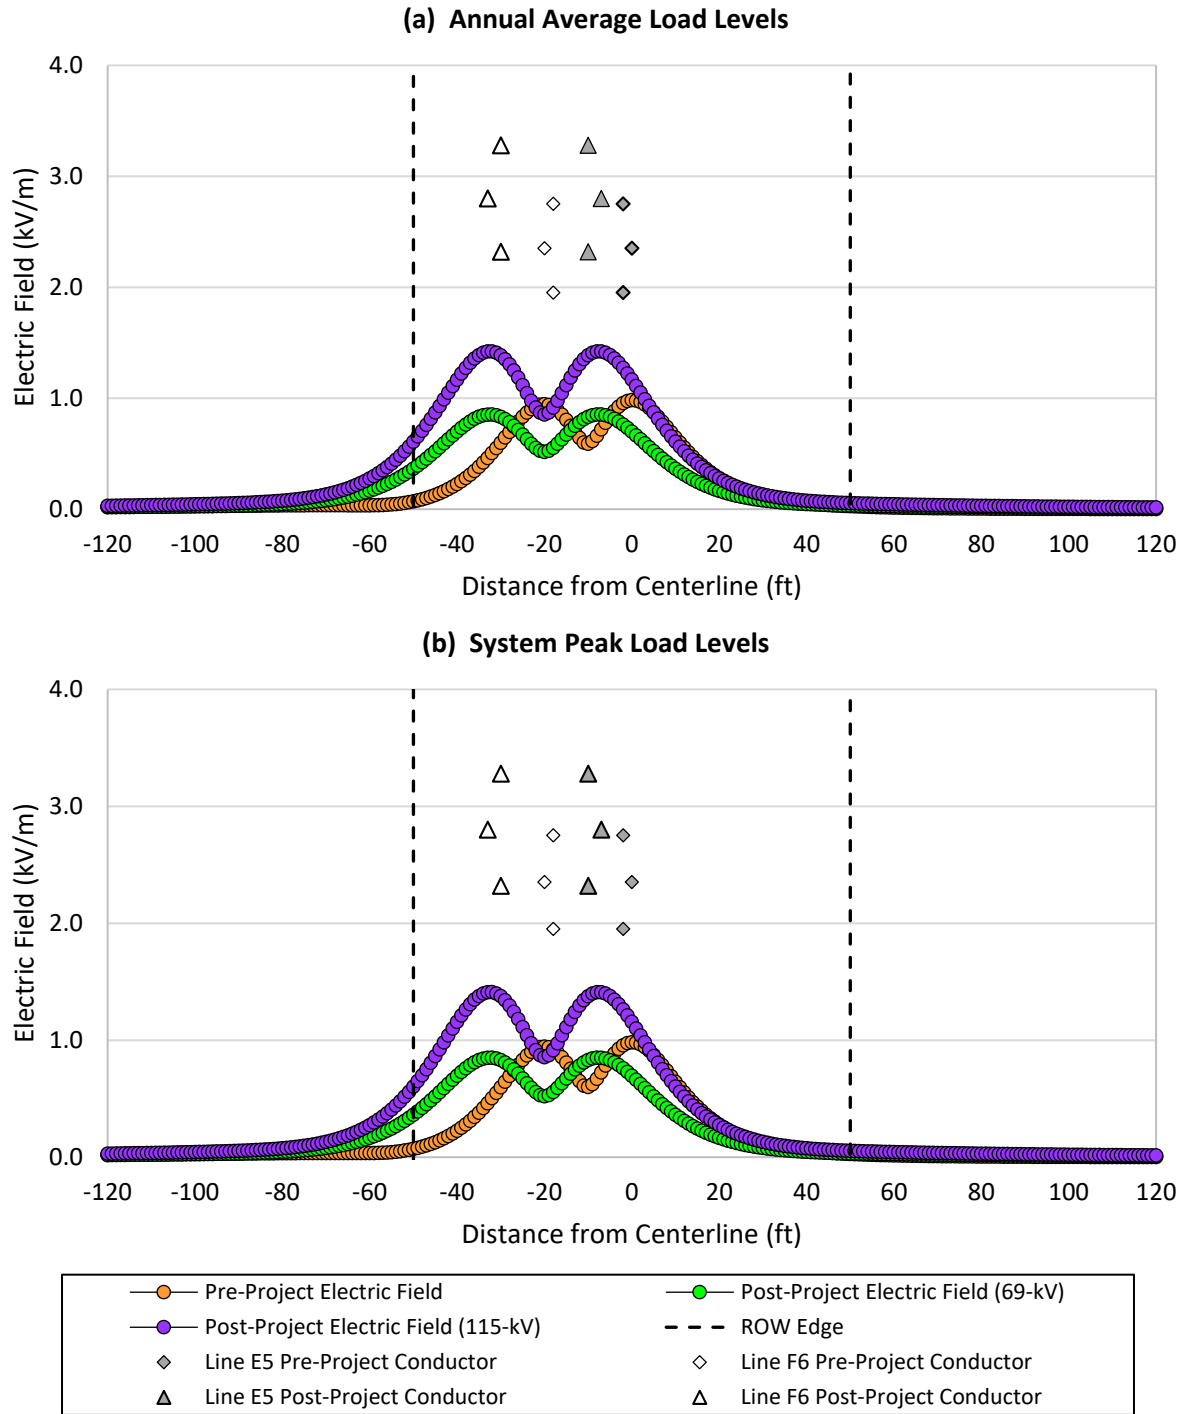 (a) Annual Average Load Levels
4.0
3.0
2.0
1.0
0.0
Electric Field (kV/m)
-120 -100 -80 -60 -40 -20 0 20 40 60 80 100 120
Distance from Centerline (ft)
(b) System Peak Load Levels
4.0
3.0
2.0
1.0
0.0
Electric Field (kV/m)
-120 -100 -80 -60 -40 -20 0 20 40 60 80 100 120
Distance from Centerline (ft)
Pre-Project Electric Field
Post-Project Electric Field (69-kV)
Post-Project Electric Field (115-kV)
ROW Edge
Line E5 Pre-Project Conductor
Line F6 Pre-Project Conductor
Line E5 Post-Project Conductor
Line F6 Post-Project Conductor